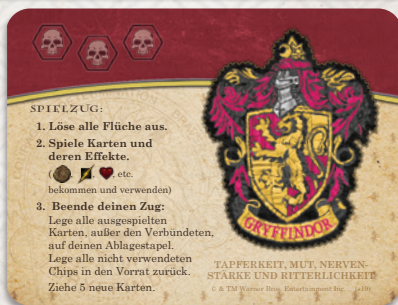 SPIELZUG:
1. Löse alle Flüche aus.
2. Spiele Karten und
deren Effekte.
( , , , etc.
bekommen und verwenden)
3. Beende deinen Zug:
Lege alle ausgespielten
Karten, außer den Verbündeten,
auf deinen Ablagestapel.
Lege alle nicht verwendeten
Chips in den Vorrat zurück.
Ziehe 5 neue Karten.
GRYFFINDOR
TAPFERKEIT, MUT, NERVEN-
STÄRKE UND RITTERLICHKEIT
© & TM Warner Bros. Entertainment Inc.